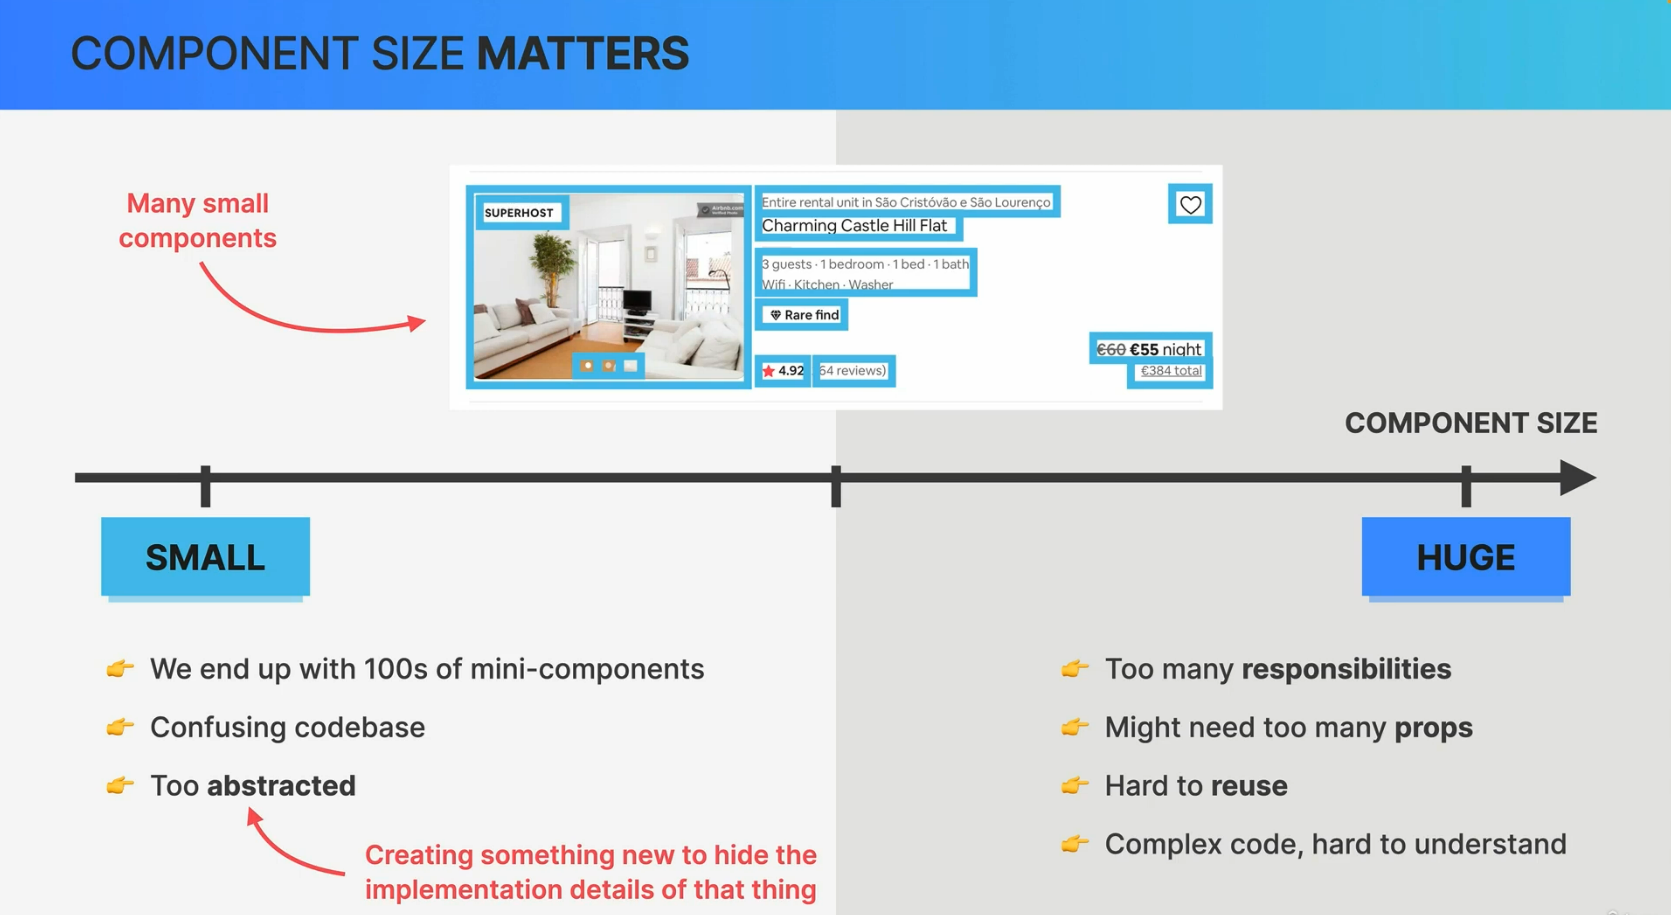 COMPONENT SIZE MATTERS
Many small
components
SUPERHOST
Entire rental unit in São Cristóvão e São Lourenço
Charming Castle Hill Flat
3 guests · 1 bedroom · 1 bed · 1 bath
Wifi · Kitchen · Washer
Rare find
4.92
64 reviews)
€60 €55 night
€384 total
COMPONENT SIZE
SMALL
HUGE
We end up with 100s of mini-components
Confusing codebase
Too abstracted
Creating something new to hide the
implementation details of that thing
Too many responsibilities
Might need too many props
Hard to reuse
Complex code, hard to understand